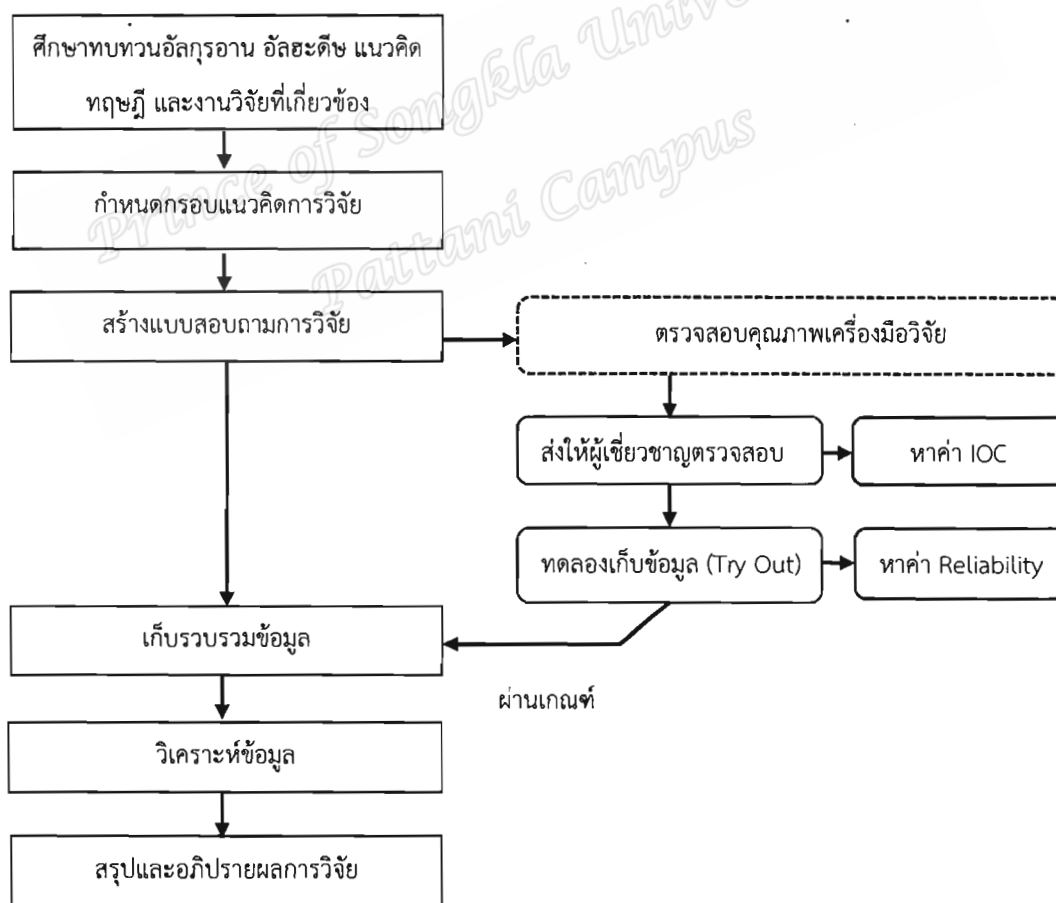 ศึกษาทบทวนอัลกุรอาน อัลฮะดีษ แนวคิด
ทฤษฎี และงานวิจัยที่เกี่ยวข้อง
กำหนดกรอบแนวคิดการวิจัย
สร้างแบบสอบถามการวิจัย
ตรวจสอบคุณภาพเครื่องมือวิจัย
ส่งให้ผู้เชี่ยวชาญตรวจสอบ
หาค่า IOC
ทดลองเก็บข้อมูล (Try Out)
หาค่า Reliability
เก็บรวบรวมข้อมูล
ผ่านเกณฑ์
วิเคราะห์ข้อมูล
สรุปและอภิปรายผลการวิจัย
Prince of Songkla
Pattani Campus